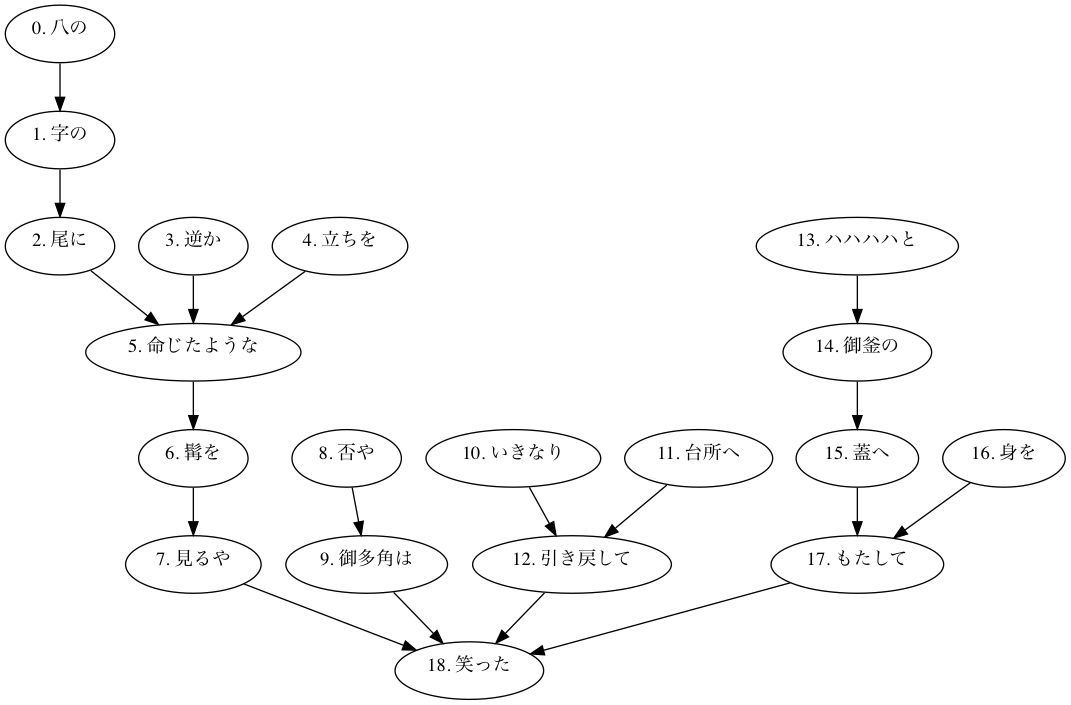 0. 八の
1. 字の
2. 尾に
3. 逆か
4. 立ちを
13. ハハハハと
5. 命じたような
14. 御釜の
6. 髯を
8. 否や
10. いきなり
11. 台所へ
15. 蓋へ
16. 身を
7. 見るや
9. 御多角は
12. 引き戻して
17. もたして
18. 笑った